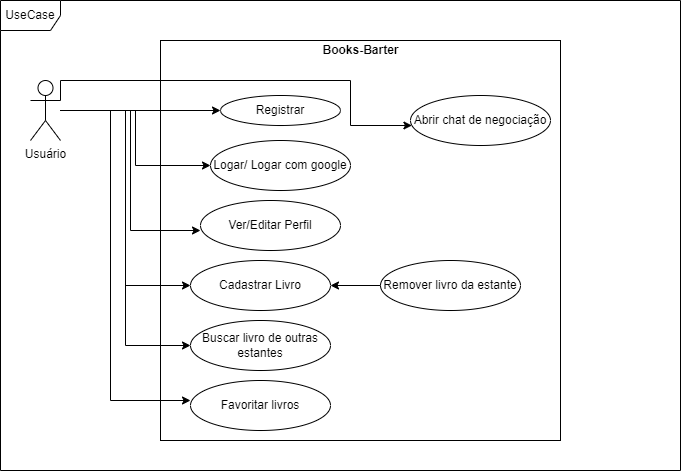 UseCase
Books-Barter
Usuário
Registrar
Abrir chat de negociação
Logar/ Logar com google
Ver/Editar Perfil
Cadastrar Livro
Remover livro da estante
Buscar livro de outras
estantes
Favoritar livros